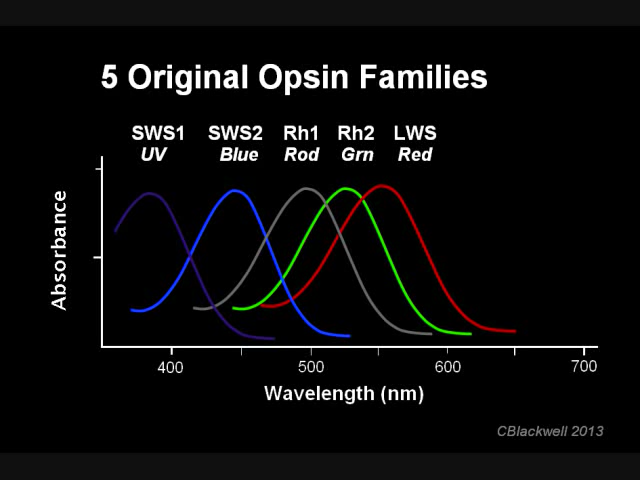 5 Original Opsin Families
SWS1 SWS2 Rh1 Rh2 LWS
UV Blue Rod Grn Red
Absorbance
400 500 600 700
Wavelength (nm)
CBlackwell 2013